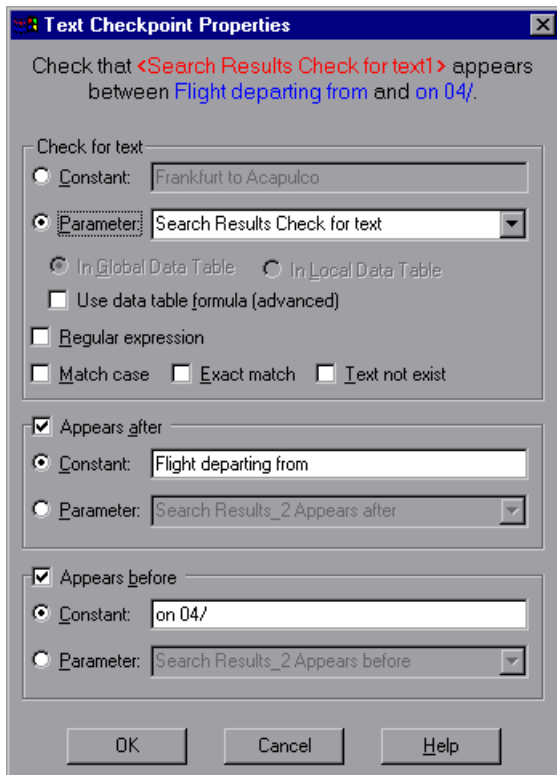 Text Checkpoint Properties
Check that <Search Results Check for text1> appears
between Flight departing from and on 04/.
Check for text
Constant: Frankfurt to Acapulco
Parameter: Search Results Check for text
In Global Data Table In Local Data Table
Use data table formula (advanced)
Regular expression
Match case Exact match Text not exist
Appears after
Constant: Flight departing from
Parameter: Search Results_2 Appears after
Appears before
Constant: on 04/
Parameter: Search Results_2 Appears before
OK Cancel Help